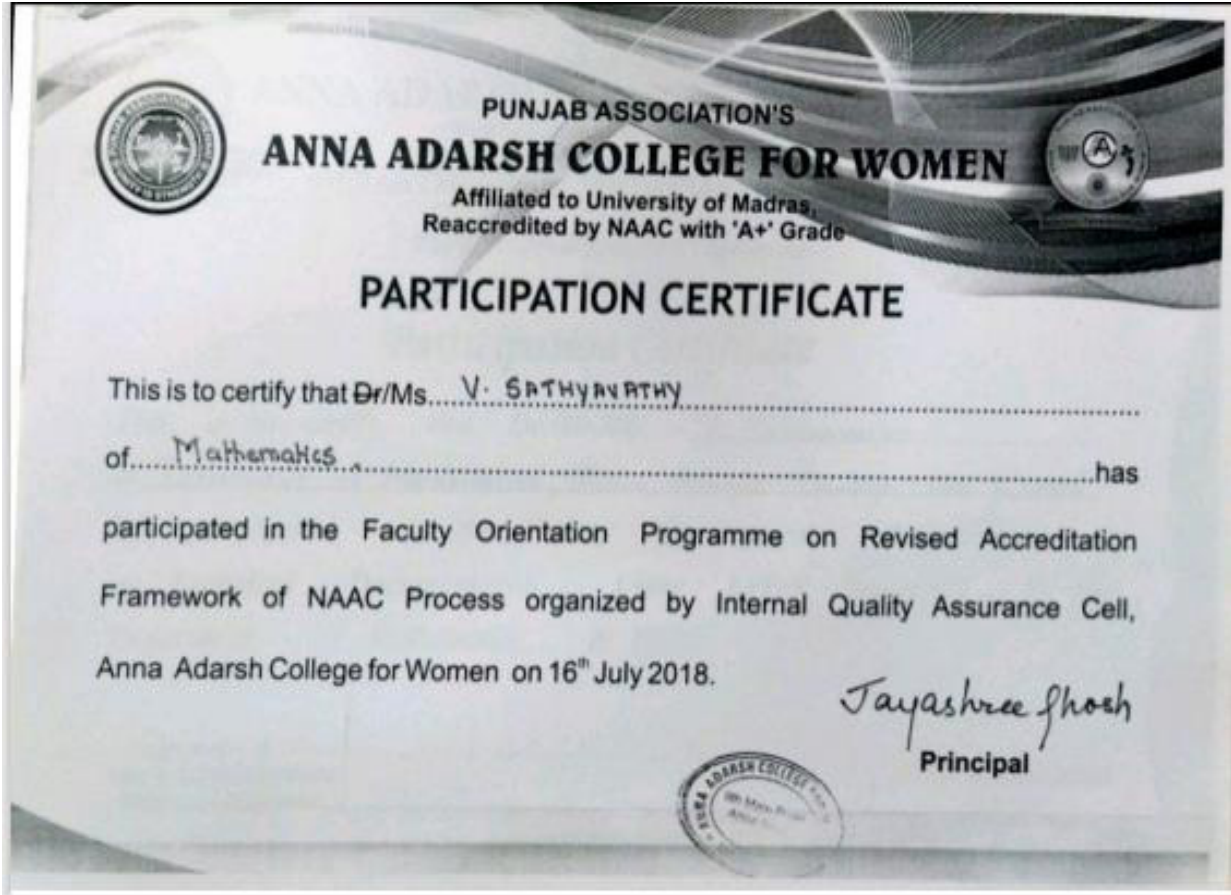 PUNJAB ASSOCIATION'S
ANNA ADARSH COLLEGE FOR WOMEN
Affiliated to University of Madras,
Reaccredited by NAAC with 'A+' Grade
PARTICIPATION CERTIFICATE
This is to certify that Dr/Ms.....V. SATHYAVATHY
of......Mathematics..........has
participated in the Faculty Orientation Programme on Revised Accreditation
Framework of NAAC Process organized by Internal Quality Assurance Cell,
Anna Adarsh College for Women on 16th July 2018.
Jayashree Ghosh
Principal
ADARSH COLLEGE